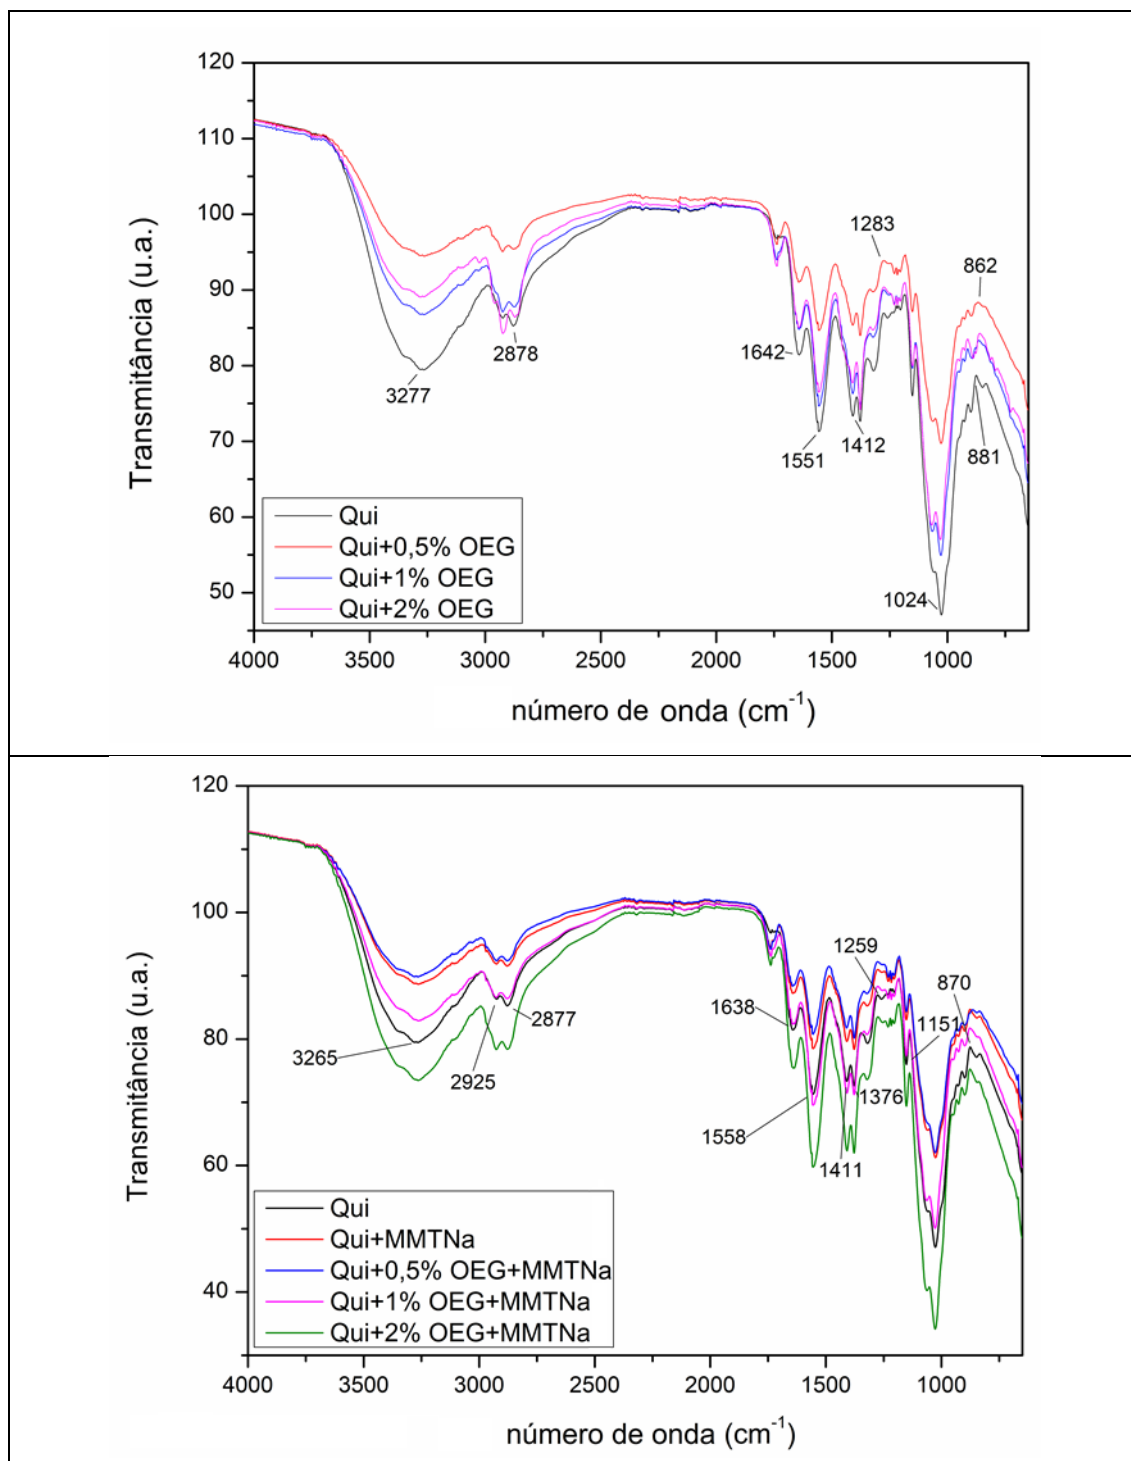 120
110
100
90
80
70
60
50
Transmitância (u.a.)
1283
862
2878
1642
3277
1551
1412
881
1024
Qui
Qui+0,5% OEG
Qui+1% OEG
Qui+2% OEG
4000 3500 3000 2500 2000 1500 1000
número de onda (cm⁻¹)
120
100
80
60
40
Transmitância (u.a.)
1259
870
1638
2877
1151
3265
2925
1376
1558
1411
Qui
Qui+MMTNa
Qui+0,5% OEG+MMTNa
Qui+1% OEG+MMTNa
Qui+2% OEG+MMTNa
4000 3500 3000 2500 2000 1500 1000
número de onda (cm⁻¹)